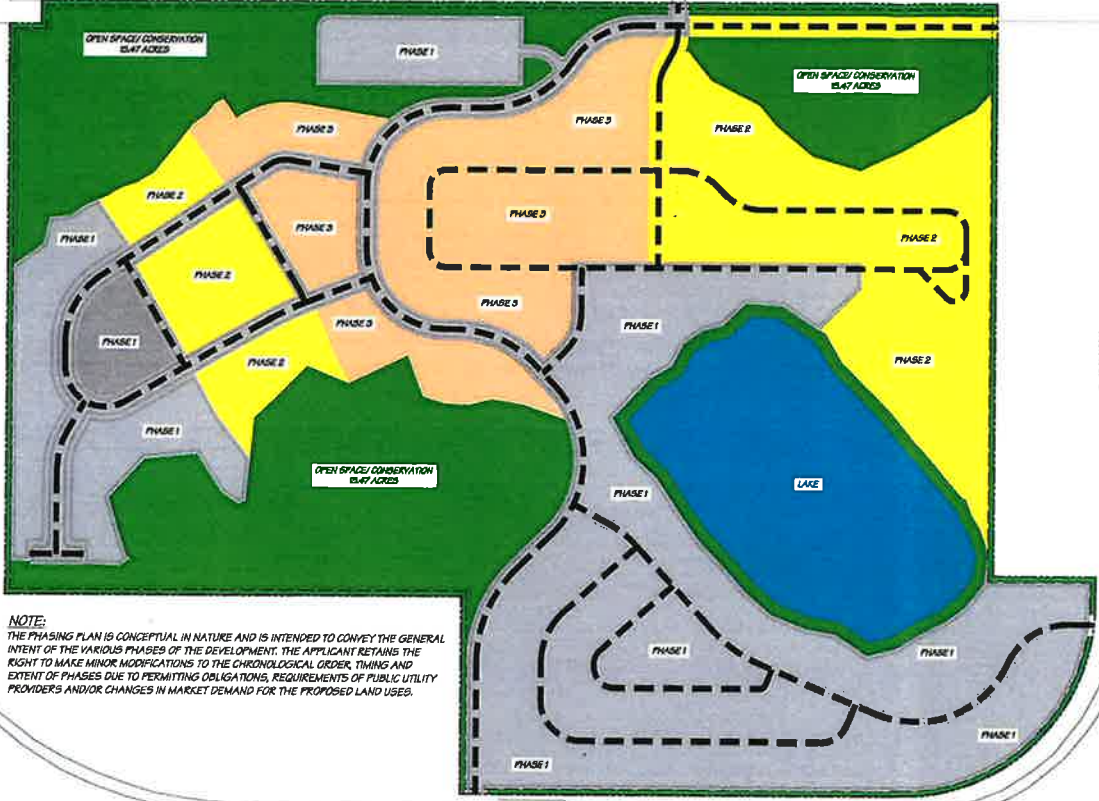 OPEN SPACE/ CONSERVATION
15.47 ACRES
PHASE 1
OPEN SPACE/ CONSERVATION
15.47 ACRES
PHASE 3
PHASE 3
PHASE 2
PHASE 2
PHASE 3
PHASE 3
PHASE 1
PHASE 2
PHASE 2
PHASE 3
PHASE 3
PHASE 1
PHASE 1
PHASE 2
PHASE 2
PHASE 1
OPEN SPACE/ CONSERVATION
15.47 ACRES
LAKE
PHASE 1
NOTE:
THE PHASING PLAN IS CONCEPTUAL IN NATURE AND IS INTENDED TO CONVEY THE GENERAL
INTENT OF THE VARIOUS PHASES OF THE DEVELOPMENT. THE APPLICANT RETAINS THE
RIGHT TO MAKE MINOR MODIFICATIONS TO THE CHRONOLOGICAL ORDER, TIMING AND
EXTENT OF PHASES DUE TO PERMITTING OBLIGATIONS, REQUIREMENTS OF PUBLIC UTILITY
PROVIDERS AND/OR CHANGES IN MARKET DEMAND FOR THE PROPOSED LAND USES.
PHASE 1
PHASE 1
PHASE 1
PHASE 1